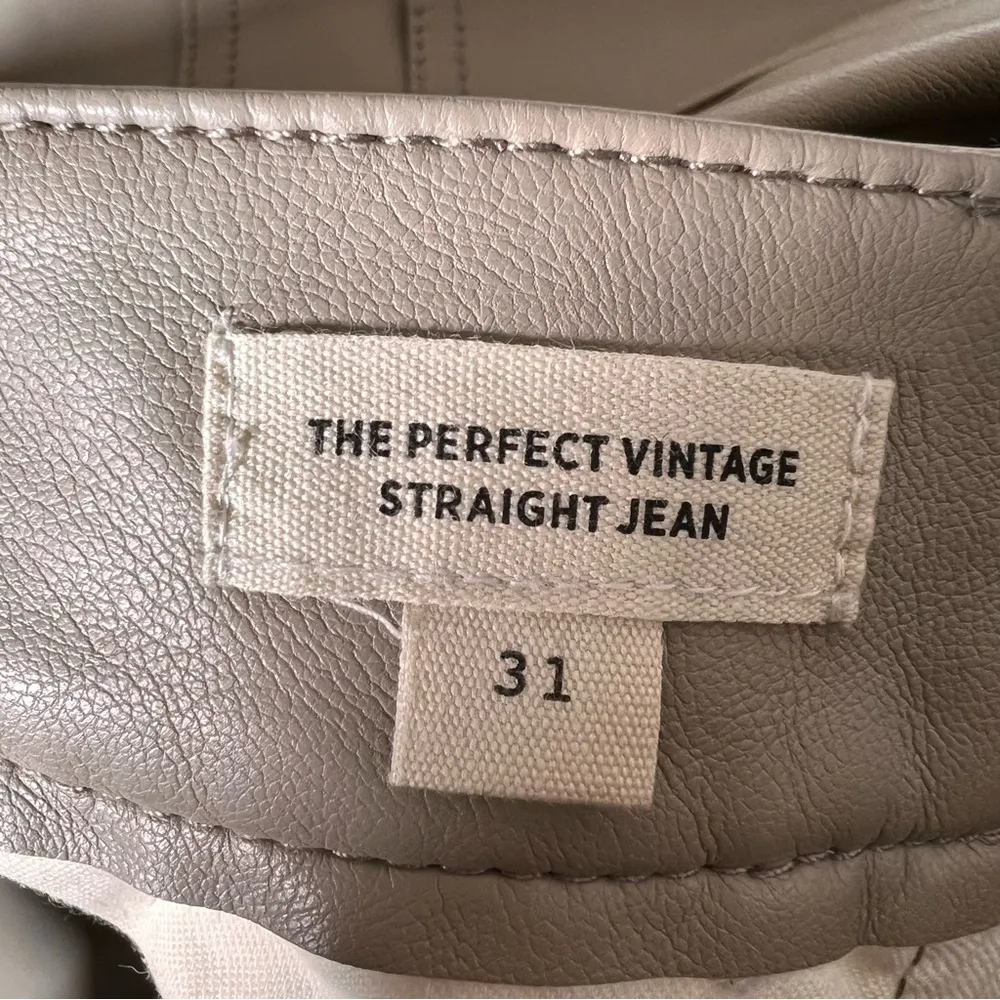 THE PERFECT VINTAGE
STRAIGHT JEAN
31